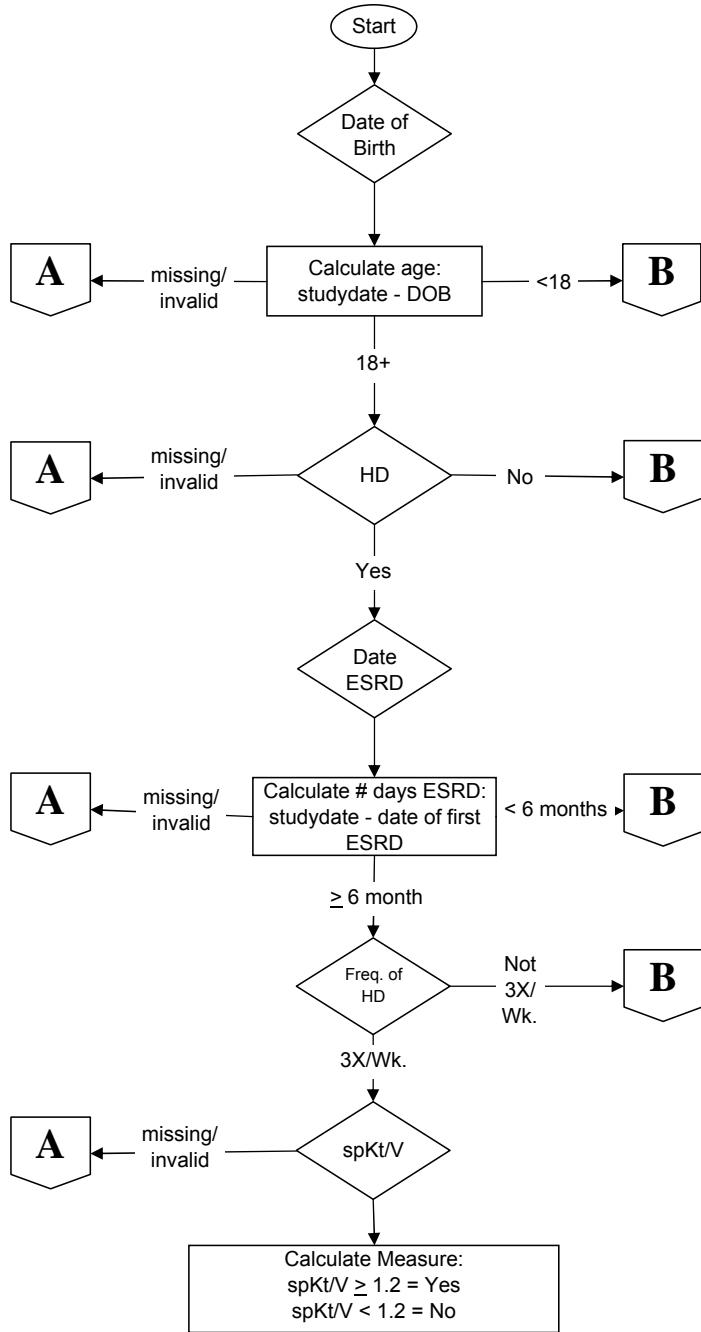 Start
Date of
Birth
A
missing/
invalid
Calculate age:
studydate - DOB
<18
B
18+
A
missing/
invalid
HD
No
B
Yes
Date
ESRD
A
missing/
invalid
Calculate # days ESRD:
studydate - date of first
ESRD
< 6 months
B
≥ 6 month
Freq. of
HD
Not
3X/
Wk.
B
3X/Wk.
A
missing/
invalid
spKt/V
Calculate Measure:
spKt/V ≥ 1.2 = Yes
spKt/V < 1.2 = No